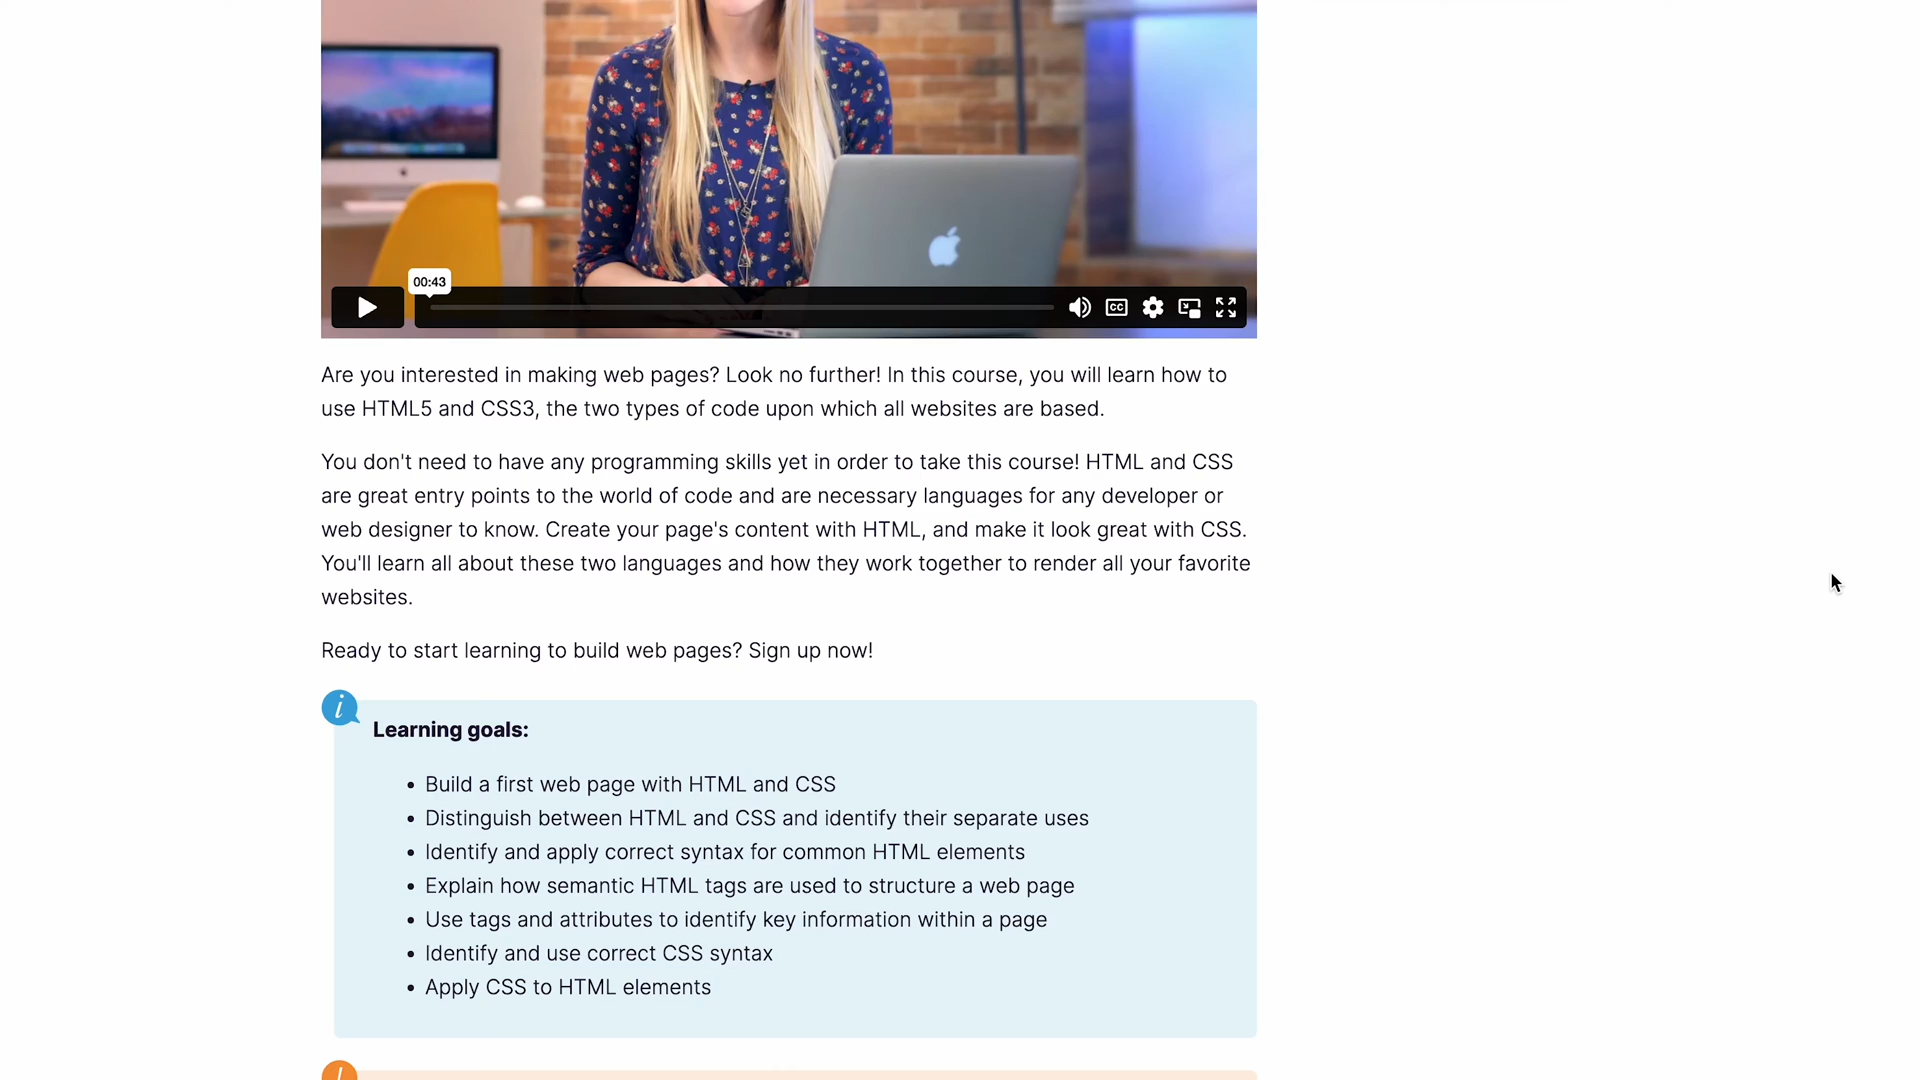 00:43
CC
Are you interested in making web pages? Look no further! In this course, you will learn how to
use HTML5 and CSS3, the two types of code upon which all websites are based.
You don't need to have any programming skills yet in order to take this course! HTML and CSS
are great entry points to the world of code and are necessary languages for any developer or
web designer to know. Create your page's content with HTML, and make it look great with CSS.
You'll learn all about these two languages and how they work together to render all your favorite
websites.
Ready to start learning to build web pages? Sign up now!
i
Learning goals:
• Build a first web page with HTML and CSS
• Distinguish between HTML and CSS and identify their separate uses
• Identify and apply correct syntax for common HTML elements
• Explain how semantic HTML tags are used to structure a web page
• Use tags and attributes to identify key information within a page
• Identify and use correct CSS syntax
• Apply CSS to HTML elements